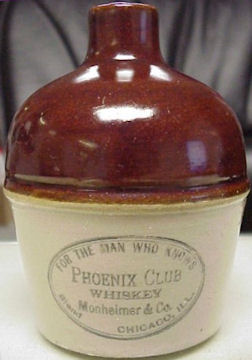 FOR THE MAN WHO KNOWS
PHOENIX CLUB
WHISKEY
Monheimer & Co.
CHICAGO, ILL.